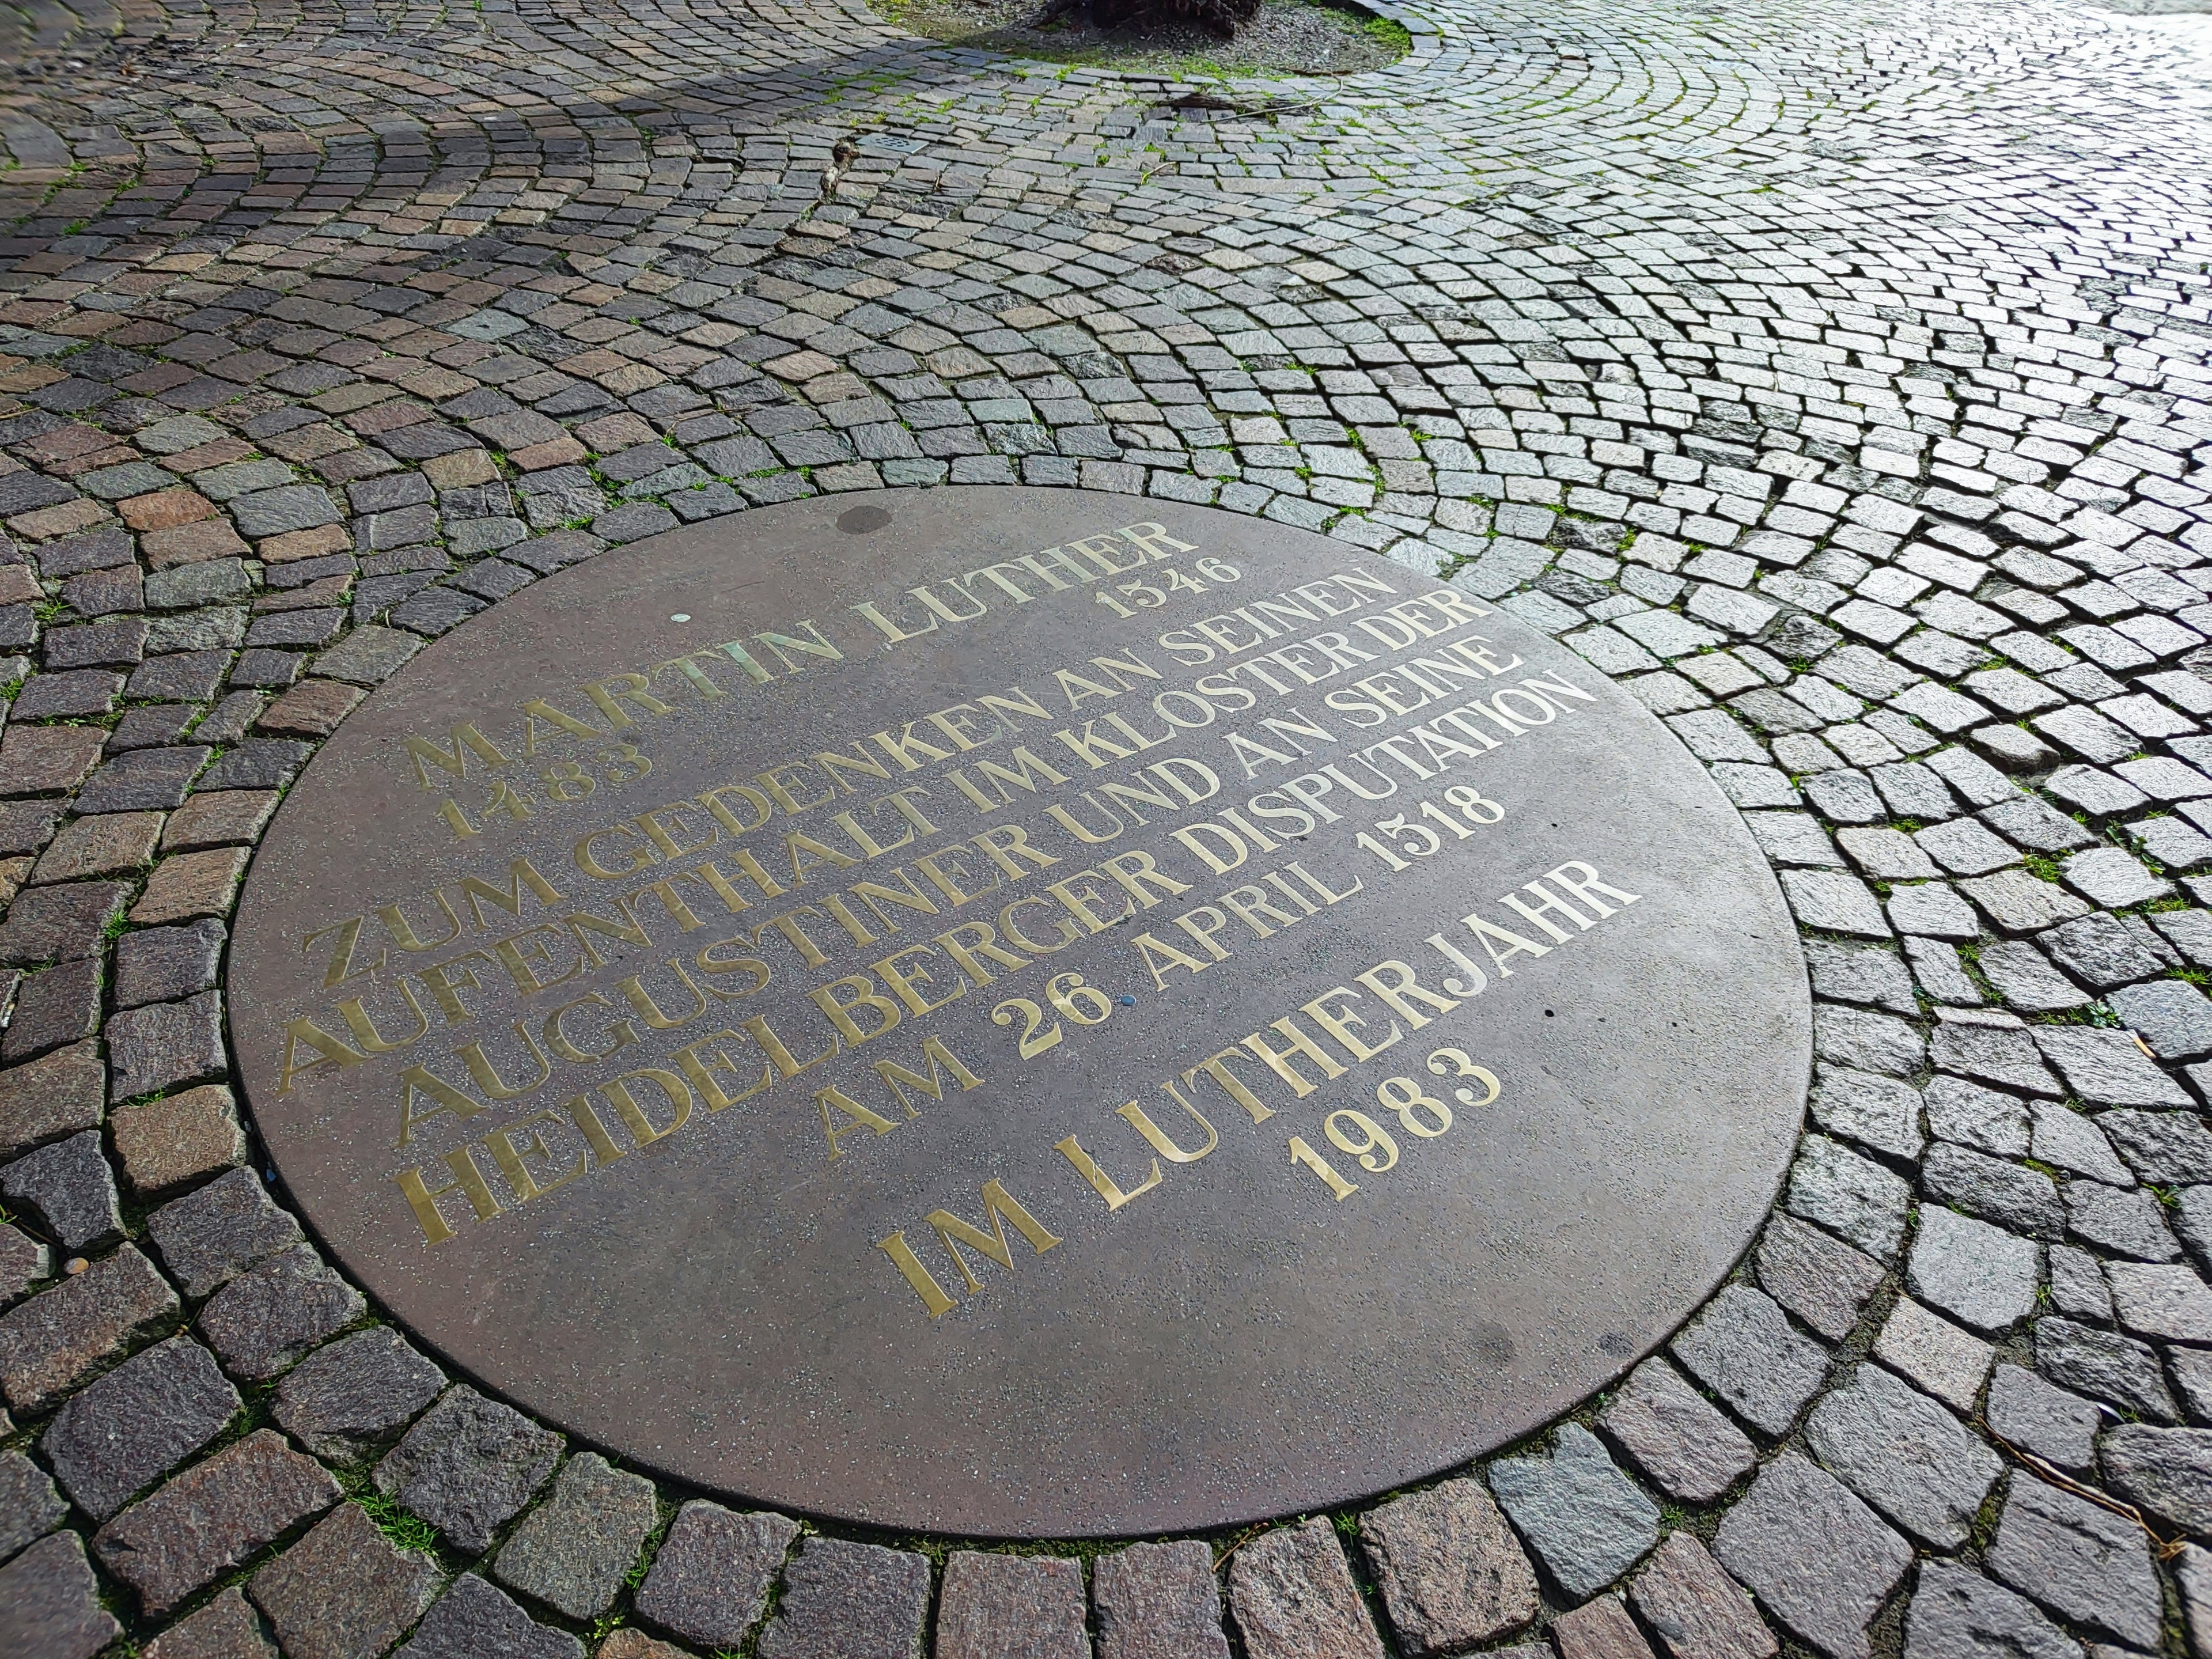 MARTIN LUTHER
1483 1546
ZUM GEDENKEN AN SEINEN
AUFENTHALT IM KLOSTER DER
AUGUSTINER UND AN SEINE
HEIDELBERGER DISPUTATION
AM 26 APRIL 1518
IM LUTHERJAHR
1983